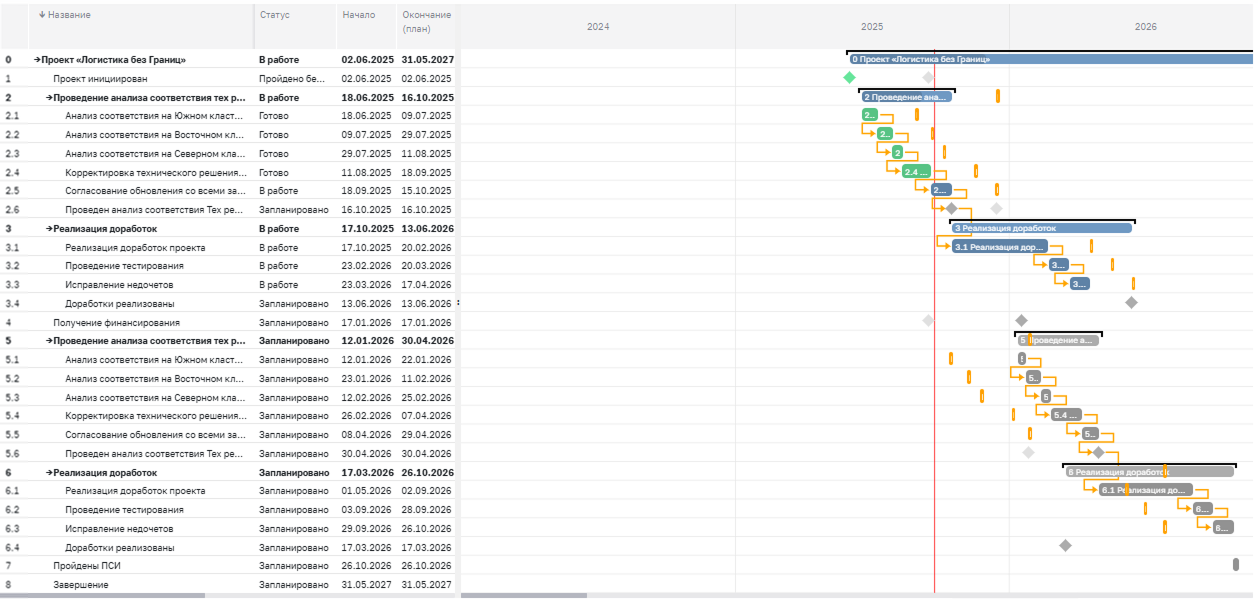 Название Статус Начало Окончание (план) 2024 2025 2026
0 Проект «Логистика без Границ» В работе 02.06.2025 31.05.2027 0 Проект «Логистика без Границ»
1 Проект инициирован Пройдено бе... 02.06.2025 02.06.2025
2 Проведение анализа соответствия тех р... В работе 18.06.2025 16.10.2025 2 Проведение ана...
2.1 Анализ соответствия на Южном класт... Готово 18.06.2025 09.07.2025 2...
2.2 Анализ соответствия на Восточном кл... Готово 09.07.2025 29.07.2025 2...
2.3 Анализ соответствия на Северном кла... Готово 29.07.2025 11.08.2025 2
2.4 Корректировка технического решения... Готово 11.08.2025 18.09.2025 2.4 ...
2.5 Согласование обновления со всеми за... В работе 18.09.2025 15.10.2025 2...
2.6 Проведен анализ соответствия Тех ре... Запланировано 16.10.2025 16.10.2025
3 Реализация доработок В работе 17.10.2025 13.06.2026 3 Реализация доработок
3.1 Реализация доработок проекта В работе 17.10.2025 20.02.2026 3.1 Реализация дор...
3.2 Проведение тестирования В работе 23.02.2026 20.03.2026 3...
3.3 Исправление недочетов В работе 23.03.2026 17.04.2026 3...
3.4 Доработки реализованы Запланировано 13.06.2026 13.06.2026
4 Получение финансирования Запланировано 17.01.2026 17.01.2026
5 Проведение анализа соответствия тех р... Запланировано 12.01.2026 30.04.2026 5 Проведение а...
5.1 Анализ соответствия на Южном класт... Запланировано 12.01.2026 22.01.2026
5.2 Анализ соответствия на Восточном кл... Запланировано 23.01.2026 11.02.2026 5...
5.3 Анализ соответствия на Северном кла... Запланировано 12.02.2026 25.02.2026 5
5.4 Корректировка технического решения... Запланировано 26.02.2026 07.04.2026 5.4 ...
5.5 Согласование обновления со всеми за... Запланировано 08.04.2026 29.04.2026 5...
5.6 Проведен анализ соответствия Тех ре... Запланировано 30.04.2026 30.04.2026
6 Реализация доработок Запланировано 17.03.2026 26.10.2026 6 Реализация доработок
6.1 Реализация доработок проекта Запланировано 01.05.2026 02.09.2026 6.1 Реализация до...
6.2 Проведение тестирования Запланировано 03.09.2026 28.09.2026 6...
6.3 Исправление недочетов Запланировано 29.09.2026 26.10.2026 6...
6.4 Доработки реализованы Запланировано 17.03.2026 17.03.2026
7 Пройдены ПСИ Запланировано 26.10.2026 26.10.2026
8 Завершение Запланировано 31.05.2027 31.05.2027